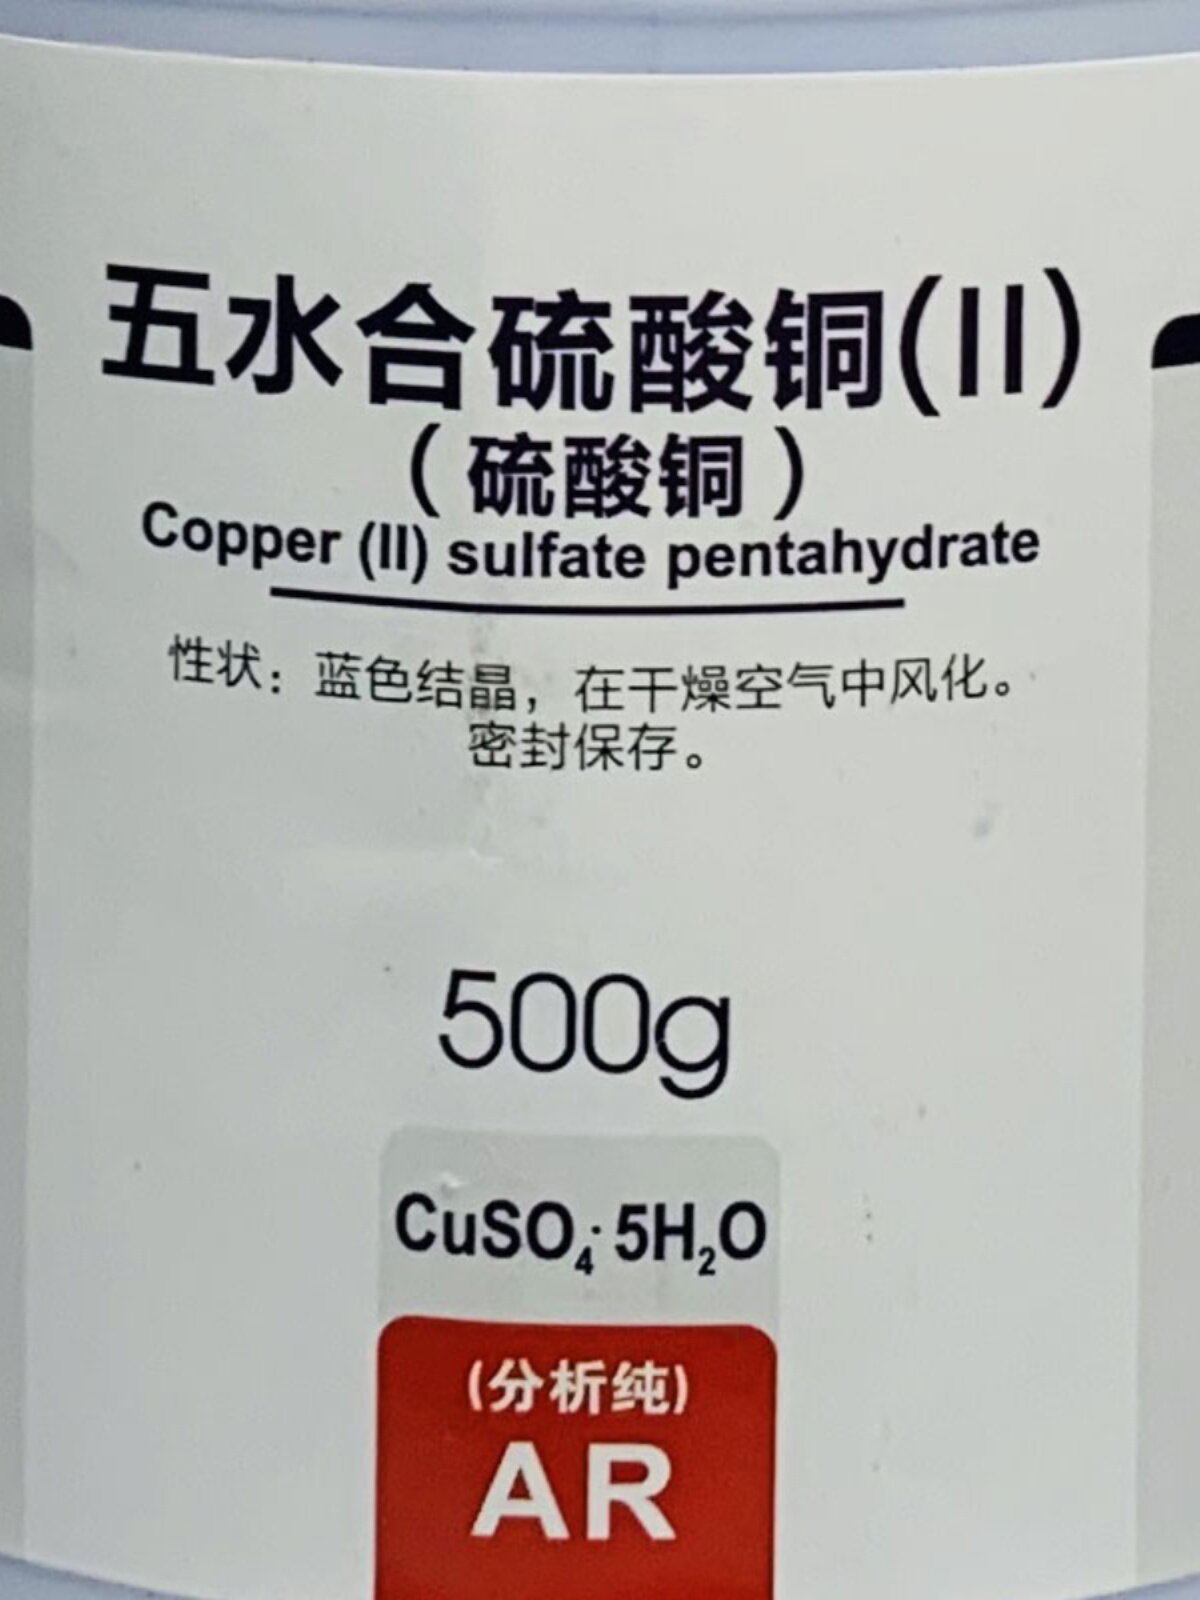 五水合硫酸铜(II)
（硫酸铜）
Copper (II) sulfate pentahydrate
性状：蓝色结晶，在干燥空气中风化。
密封保存。
500g
CuSO₄·5H₂O
(分析纯)
AR